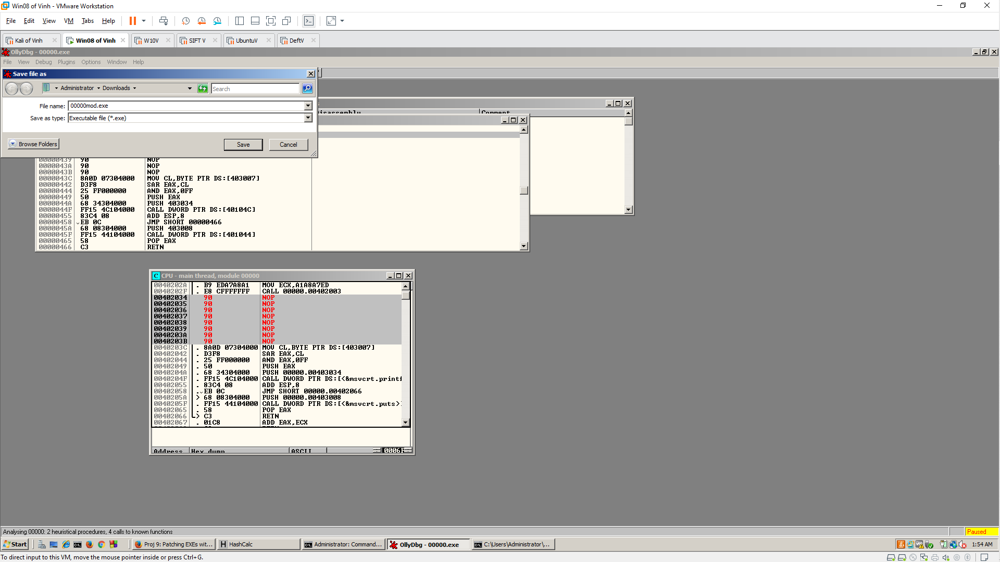 Win08 of Vinh - VMware Workstation
File Edit View VM Tabs Help
Kali of Vinh Win08 of Vinh W10V SIFT V UbuntuV DeftV
OllyDbg - 00000.exe
File View Debug Plugins Options Window Help
Save file as
Administrator Downloads Search
File name: 00000mod.exe
Save as type: Executable file (*.exe)
Browse Folders Save Cancel
Comment
00000439 90 NOP
0000043A 90 NOP
0000043B 90 NOP
0000043C 8A0D 07304000 MOV CL,BYTE PTR DS:[403007]
00000442 D3F8 SAR EAX,CL
00000444 25 FF000000 AND EAX,0FF
00000449 50 PUSH EAX
0000044A 68 34304000 PUSH 403034
0000044F FF15 4C104000 CALL DWORD PTR DS:[40104C]
00000455 83C4 08 ADD ESP,8
00000458 EB 0C JMP SHORT 00000466
0000045A 68 08304000 PUSH 403008
0000045F FF15 44104000 CALL DWORD PTR DS:[401044]
00000465 58 POP EAX
00000466 C3 RETN
C CPU - main thread, module 00000
0040202A . B9 EDA7A8A1 MOV ECX,A1A8A7ED
0040202F . E8 CFFFFFFF CALL 00000.00402003
00402034 90 NOP
00402035 90 NOP
00402036 90 NOP
00402037 90 NOP
00402038 90 NOP
00402039 90 NOP
0040203A 90 NOP
0040203B 90 NOP
0040203C . 8A0D 07304000 MOV CL,BYTE PTR DS:[403007]
00402042 . D3F8 SAR EAX,CL
00402044 . 25 FF000000 AND EAX,0FF
00402049 . 50 PUSH EAX
0040204A . 68 34304000 PUSH 00000.00403034
0040204F . FF15 4C104000 CALL DWORD PTR DS:[<&msvcrt.printf
00402055 . 83C4 08 ADD ESP,8
00402058 . EB 0C JMP SHORT 00000.00402066
0040205A > 68 08304000 PUSH 00000.00403008
0040205F . FF15 44104000 CALL DWORD PTR DS:[<&msvcrt.puts>]
00402065 . 58 POP EAX
00402066 > C3 RETN
00402067 . 01C8 ADD EAX,ECX
Address Hex dump ASCII
Analysing 00000: 2 heuristical procedures, 4 calls to known functions Paused
Start Proj 9: Patching EXEs wit... HashCalc Administrator: Command... OllyDbg - 00000.exe C:\Users\Administrator\... 1:54 AM
To direct input to this VM, move the mouse pointer inside or press Ctrl+G.